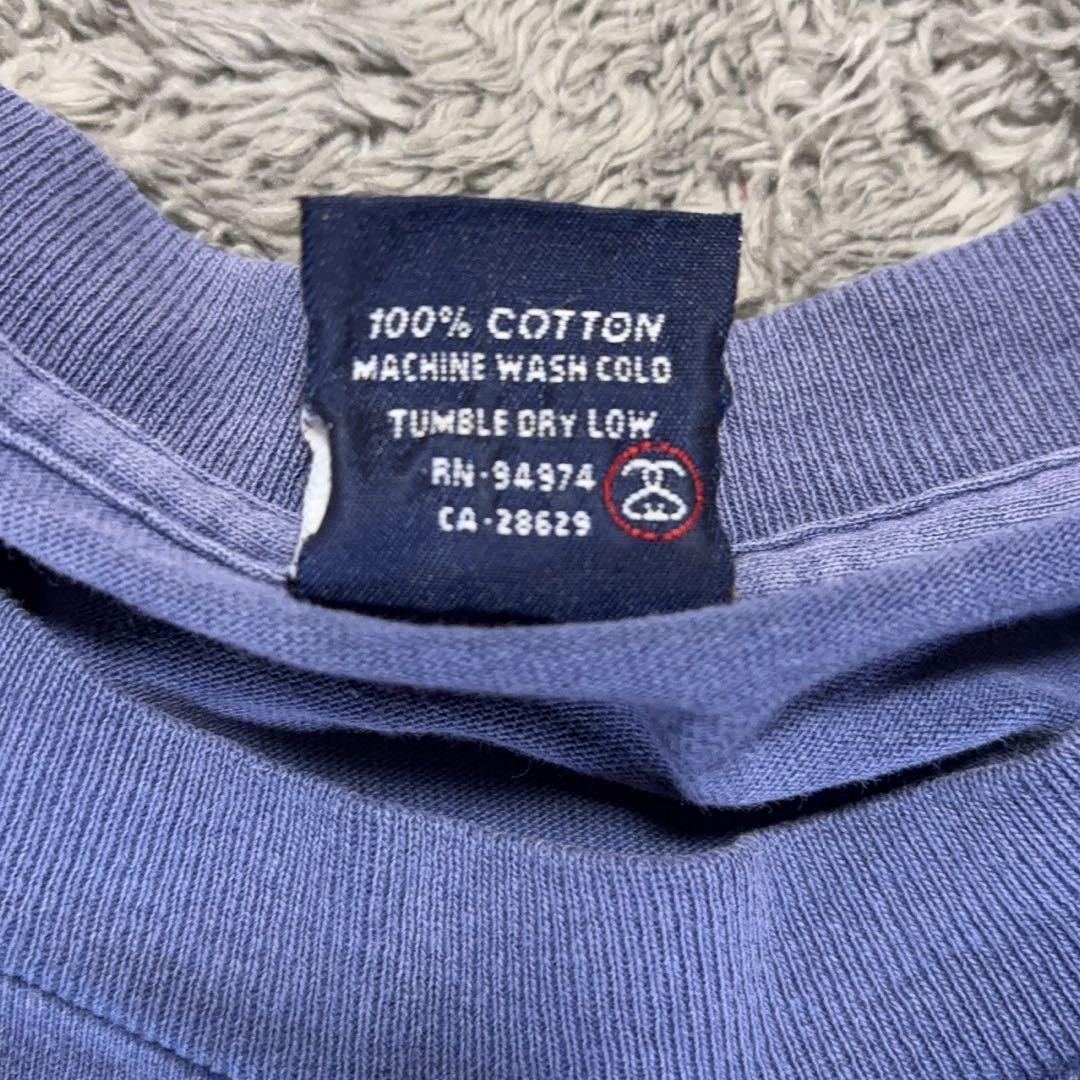 100% COTTON
MACHINE WASH COLD
TUMBLE DRY LOW
RN-94974
CA-28629